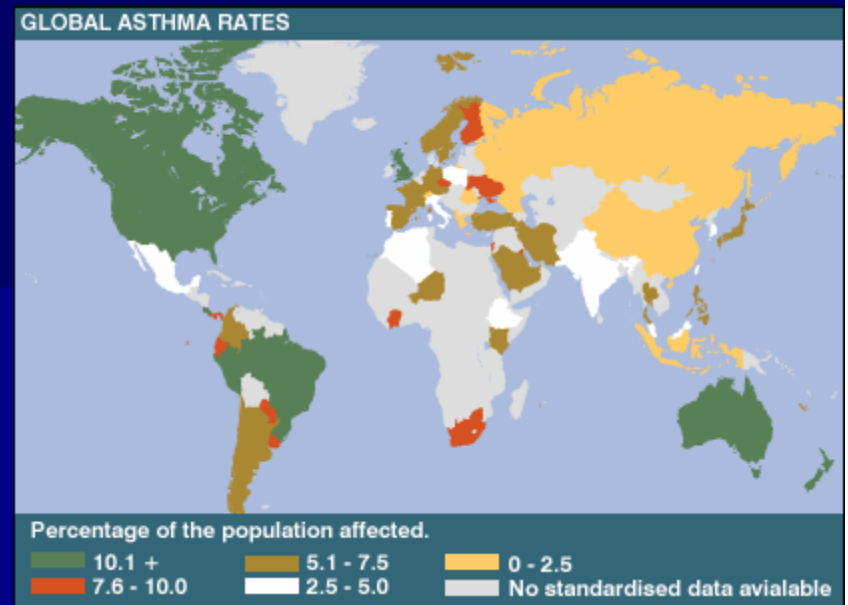 GLOBAL ASTHMA RATES
Percentage of the population affected.
10.1 + 5.1 - 7.5 0 - 2.5
7.6 - 10.0 2.5 - 5.0 No standardised data avialable